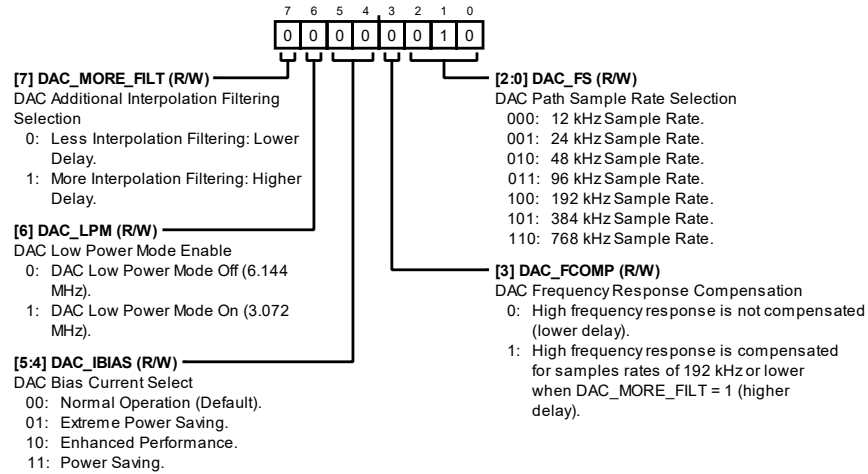 7 6 5 4 3 2 1 0
0 0 0 0 0 0 1 0
[7] DAC_MORE_FILT (R/W)
DAC Additional Interpolation Filtering
Selection
0: Less Interpolation Filtering: Lower
Delay.
1: More Interpolation Filtering: Higher
Delay.
[6] DAC_LPM (R/W)
DAC Low Power Mode Enable
0: DAC Low Power Mode Off (6.144
MHz).
1: DAC Low Power Mode On (3.072
MHz).
[5:4] DAC_IBIAS (R/W)
DAC Bias Current Select
00: Normal Operation (Default).
01: Extreme Power Saving.
10: Enhanced Performance.
11: Power Saving.
[2:0] DAC_FS (R/W)
DAC Path Sample Rate Selection
000: 12 kHz Sample Rate.
001: 24 kHz Sample Rate.
010: 48 kHz Sample Rate.
011: 96 kHz Sample Rate.
100: 192 kHz Sample Rate.
101: 384 kHz Sample Rate.
110: 768 kHz Sample Rate.
[3] DAC_FCOMP (R/W)
DAC Frequency Response Compensation
0: High frequency response is not compensated
(lower delay).
1: High frequency response is compensated
for samples rates of 192 kHz or lower
when DAC_MORE_FILT = 1 (higher
delay).